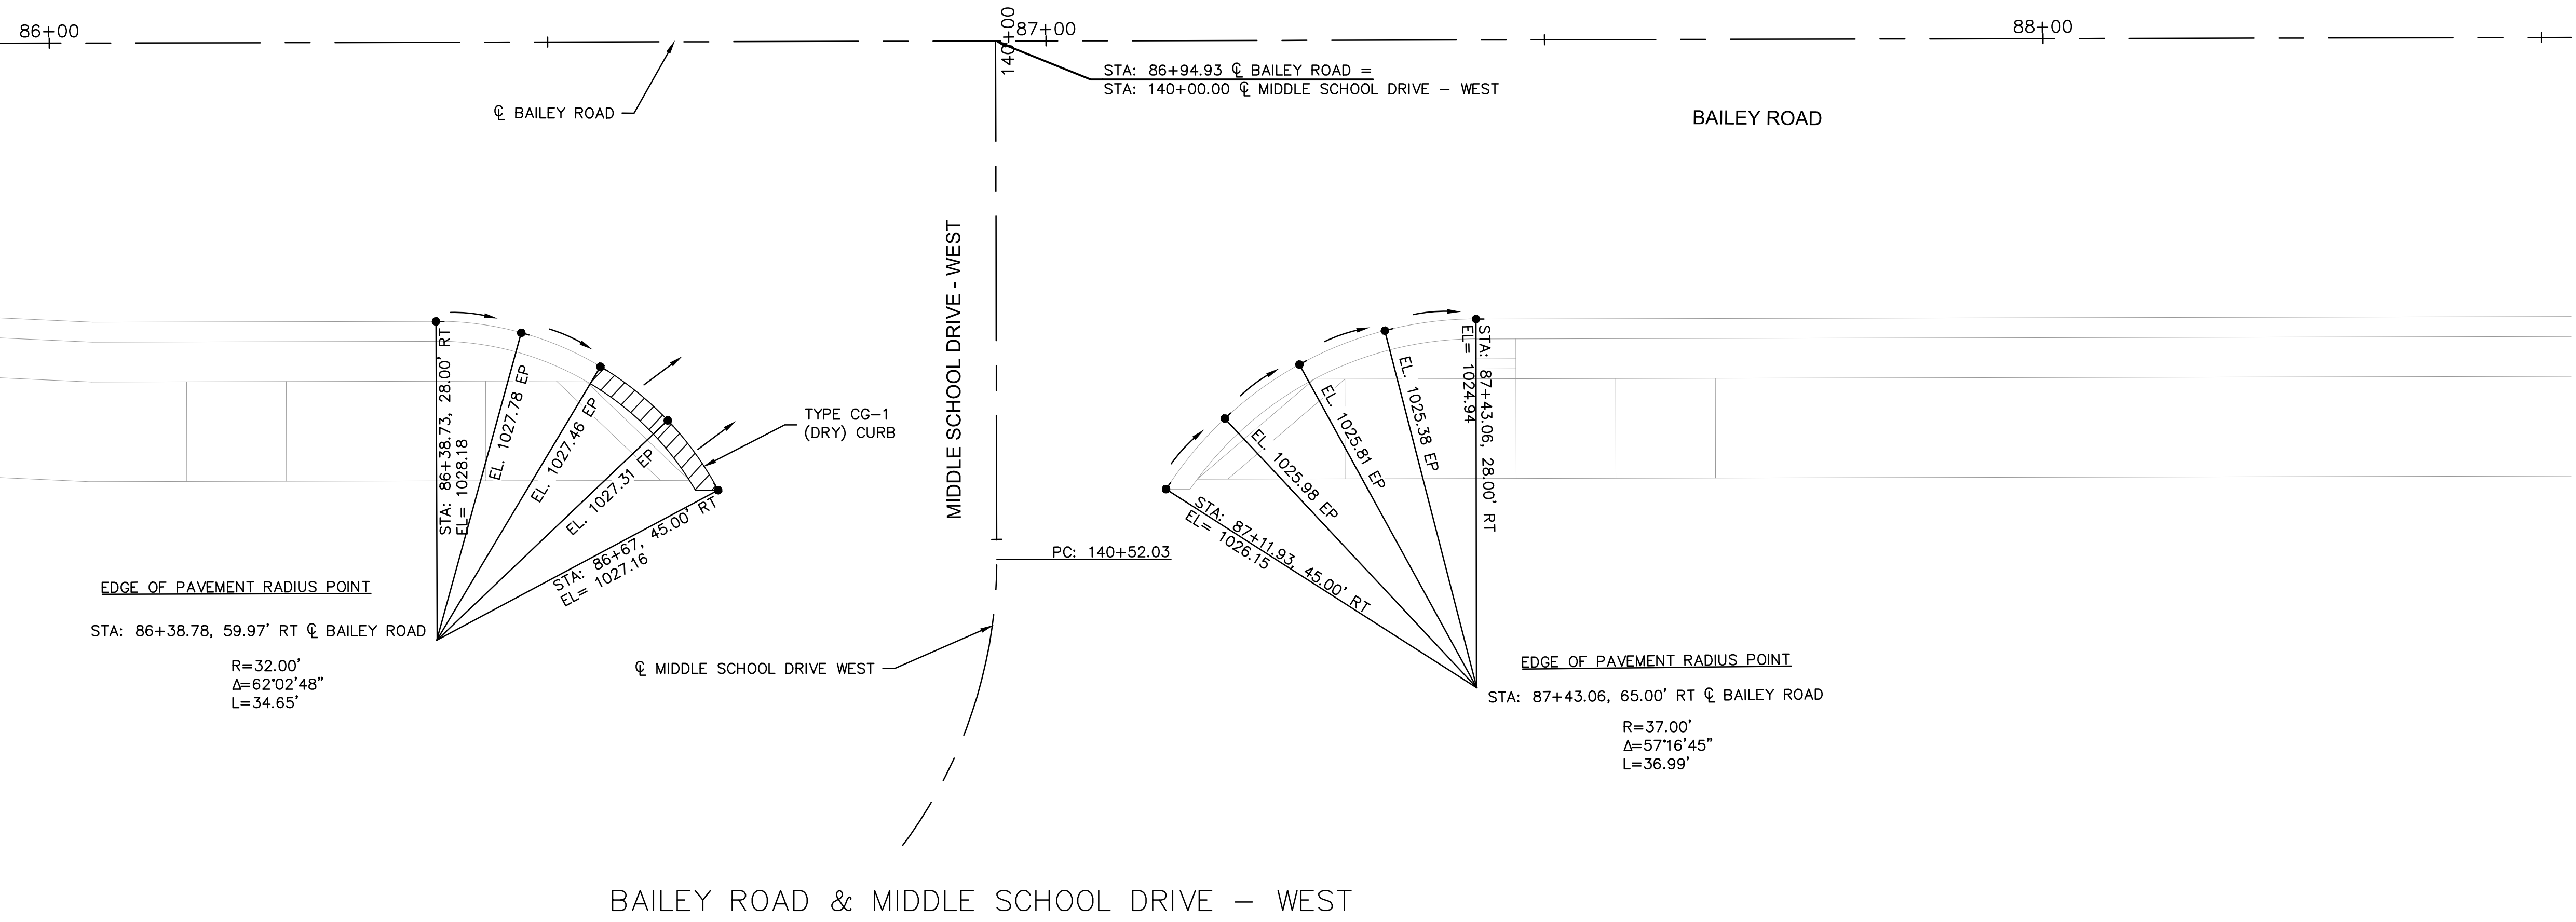 86+00
140+00
87+00
88+00
STA: 86+94.93 ℄ BAILEY ROAD =
STA: 140+00.00 ℄ MIDDLE SCHOOL DRIVE – WEST
℄ BAILEY ROAD
BAILEY ROAD
MIDDLE SCHOOL DRIVE - WEST
STA: 86+38.73, 28.00' RT
EL= 1028.18
EL. 1027.78 EP
EL. 1027.46 EP
EL. 1027.31 EP
STA: 86+67, 45.00' RT
EL= 1027.16
TYPE CG–1
(DRY) CURB
STA: 87+11.93, 45.00' RT
EL= 1026.15
EL. 1025.98 EP
EL. 1025.81 EP
EL. 1025.38 EP
STA: 87+43.06, 28.00' RT
EL= 1024.94
PC: 140+52.03
EDGE OF PAVEMENT RADIUS POINT
STA: 86+38.78, 59.97' RT ℄ BAILEY ROAD
R=32.00'
Δ=62°02'48"
L=34.65'
℄ MIDDLE SCHOOL DRIVE WEST
EDGE OF PAVEMENT RADIUS POINT
STA: 87+43.06, 65.00' RT ℄ BAILEY ROAD
R=37.00'
Δ=57°16'45"
L=36.99'
BAILEY ROAD & MIDDLE SCHOOL DRIVE – WEST